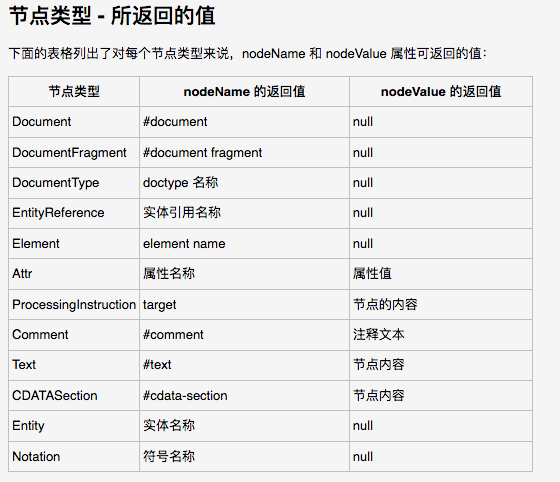 节点类型 - 所返回的值
下面的表格列出了对每个节点类型来说，nodeName 和 nodeValue 属性可返回的值：
节点类型 nodeName 的返回值 nodeValue 的返回值
Document #document null
DocumentFragment #document fragment null
DocumentType doctype 名称 null
EntityReference 实体引用名称 null
Element element name null
Attr 属性名称 属性值
ProcessingInstruction target 节点的内容
Comment #comment 注释文本
Text #text 节点内容
CDATASection #cdata-section 节点内容
Entity 实体名称 null
Notation 符号名称 null